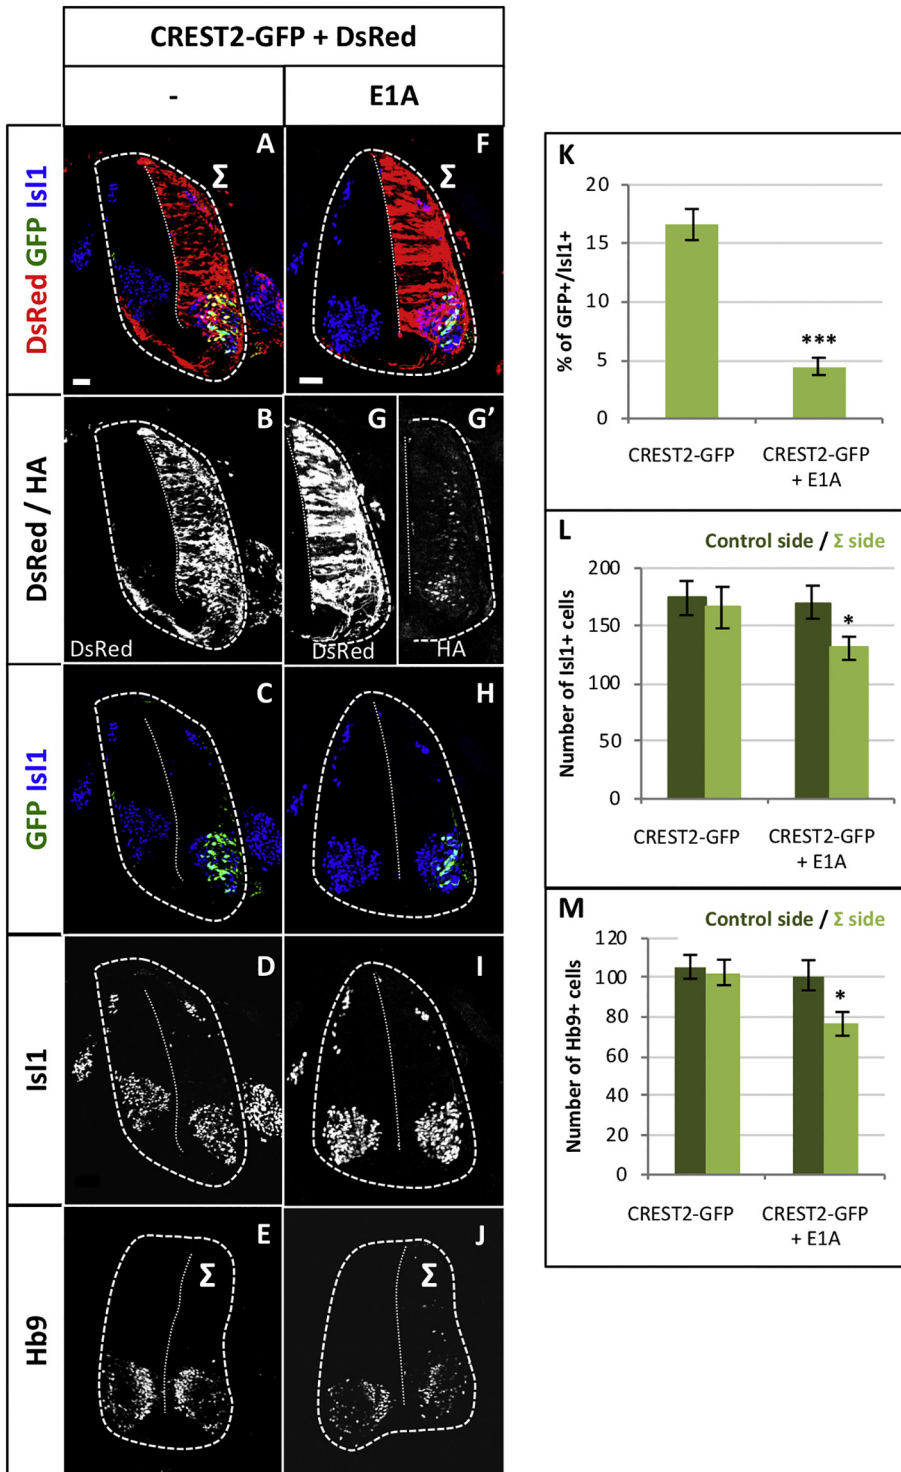 CREST2-GFP + DsRed
-
E1A
DsRed GFP Isl1
A
Σ
F
Σ
DsRed / HA
B
DsRed
G
DsRed
G’
HA
GFP Isl1
C
H
Isl1
D
I
Hb9
E
Σ
J
Σ
K
% of GFP+/Isl1+
20
15
10
5
0
***
CREST2-GFP
CREST2-GFP
+ E1A
L
Control side / Σ side
Number of Isl1+ cells
200
150
100
50
0
*
CREST2-GFP
CREST2-GFP
+ E1A
M
Control side / Σ side
Number of Hb9+ cells
120
100
80
60
40
20
0
*
CREST2-GFP
CREST2-GFP
+ E1A